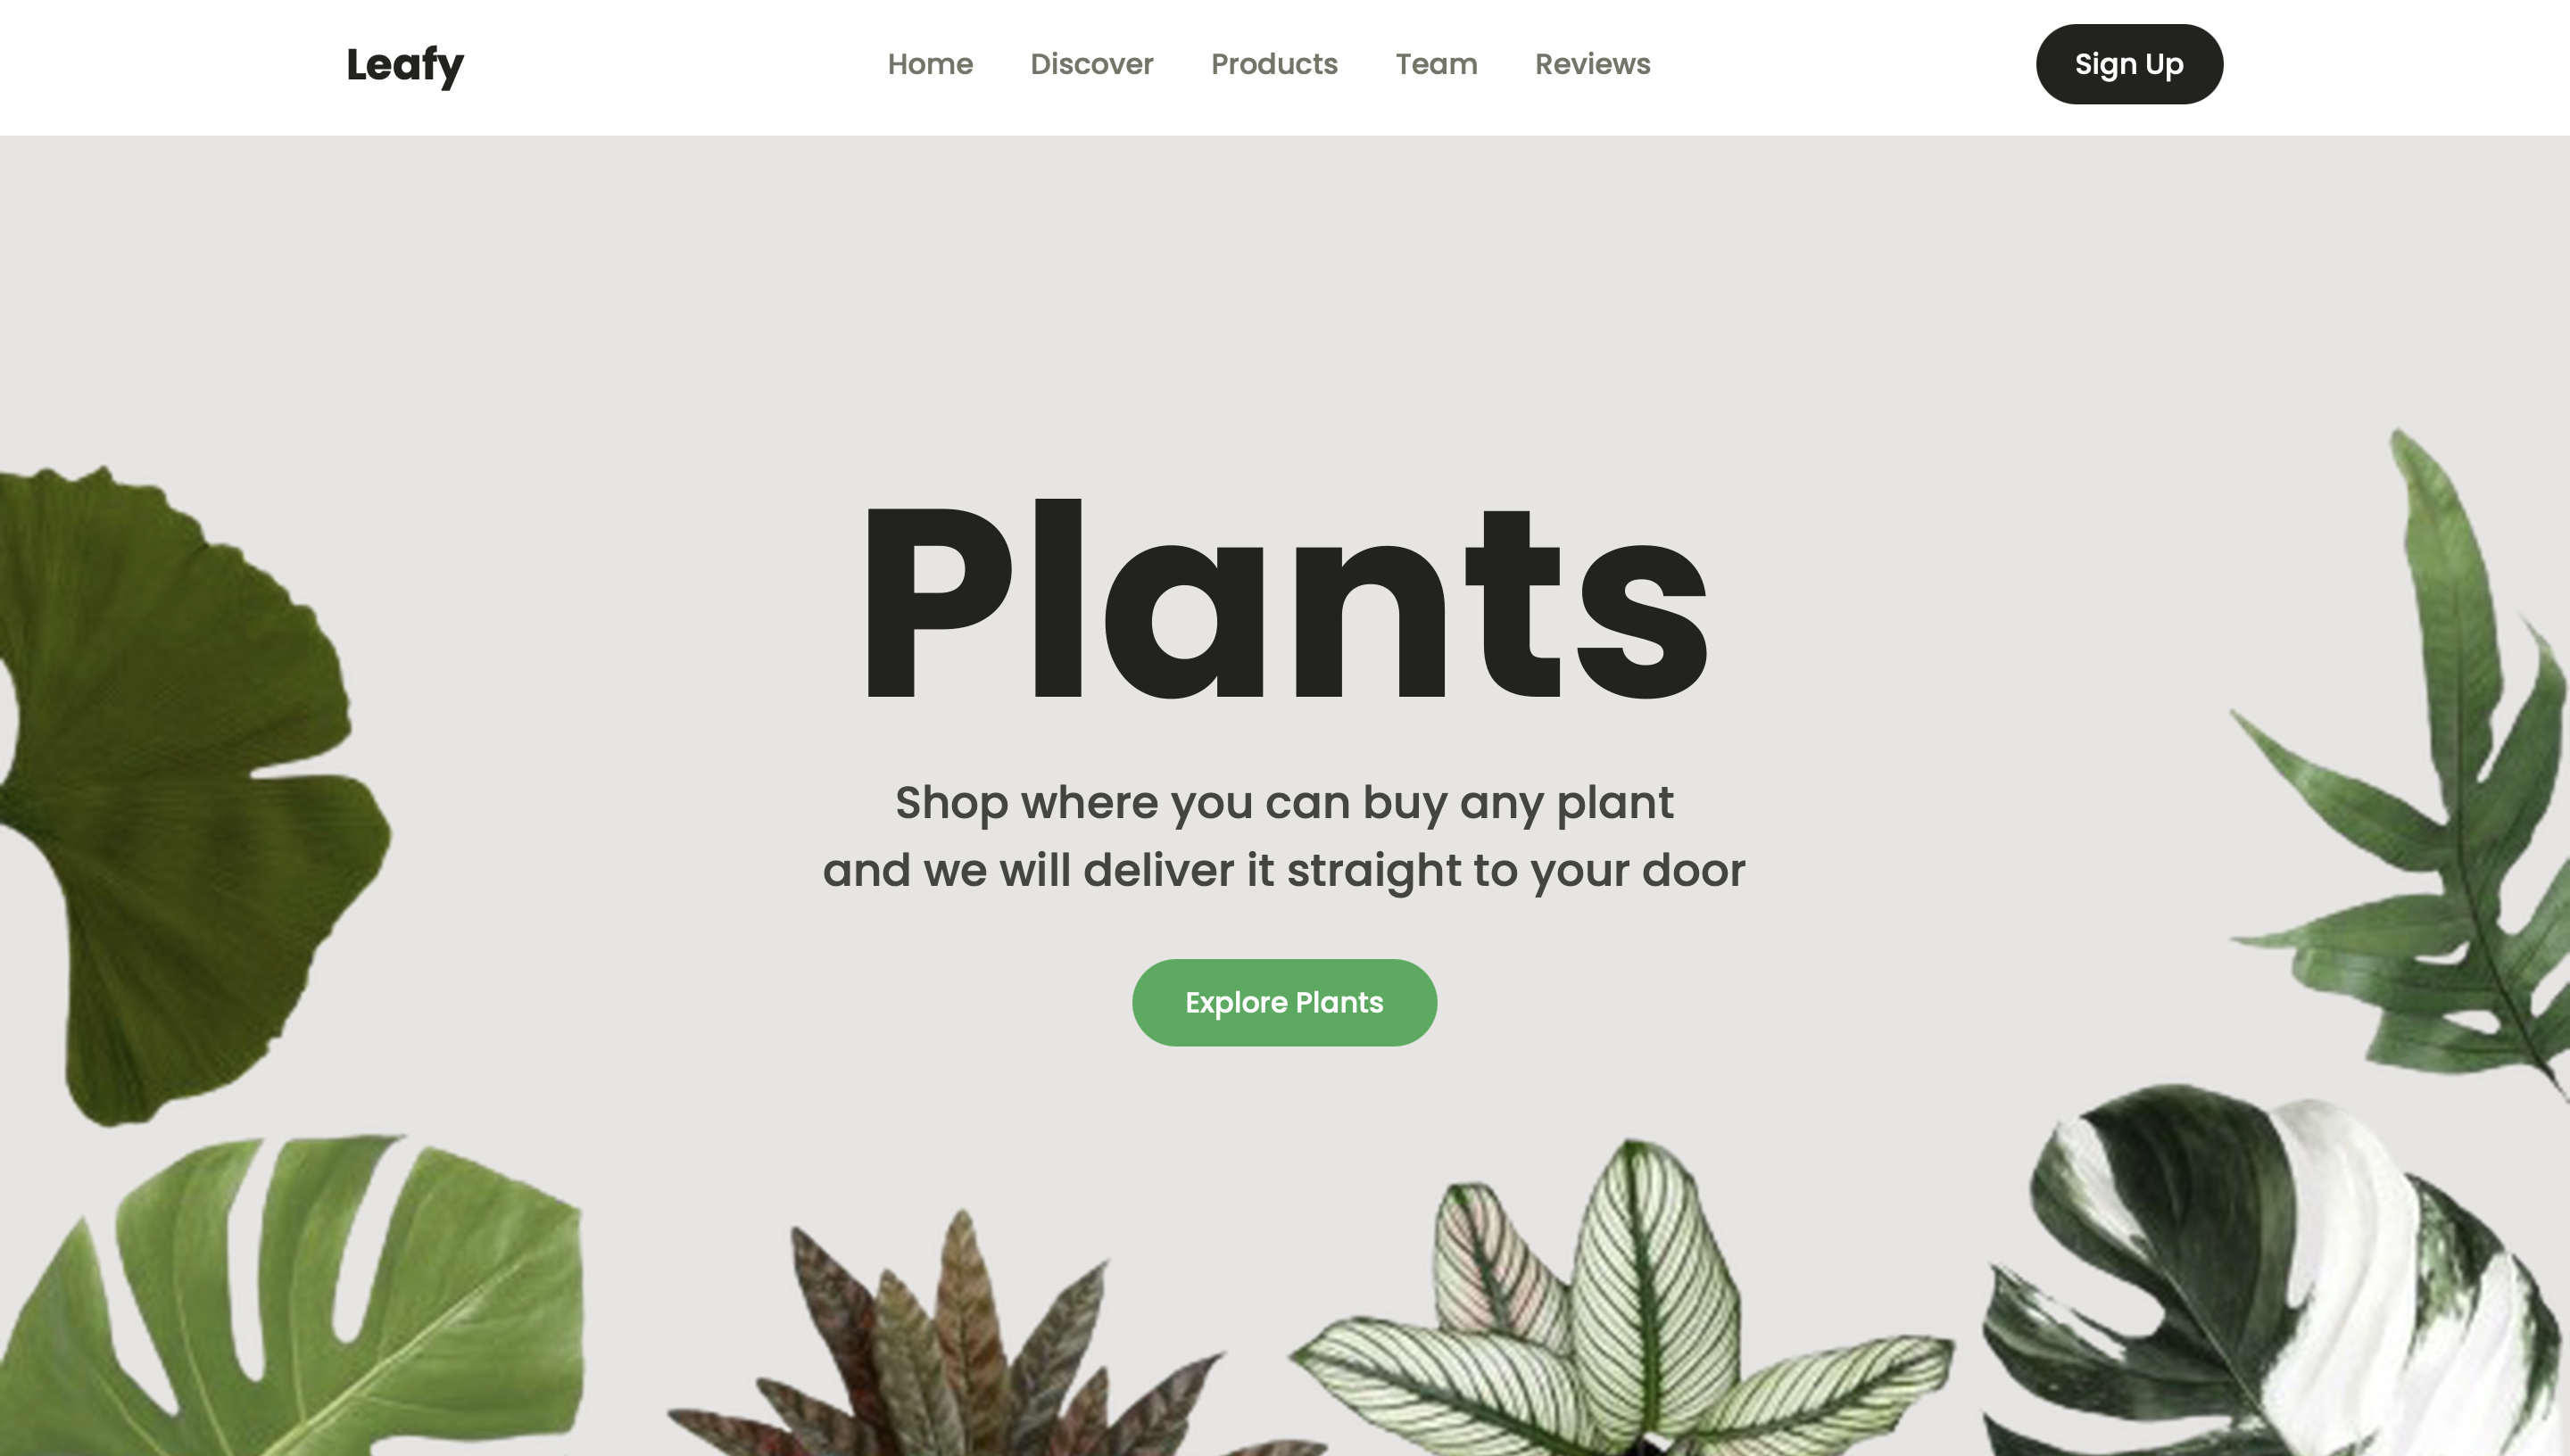 Leafy
Home Discover Products Team Reviews
Sign Up
Plants
Shop where you can buy any plant
and we will deliver it straight to your door
Explore Plants